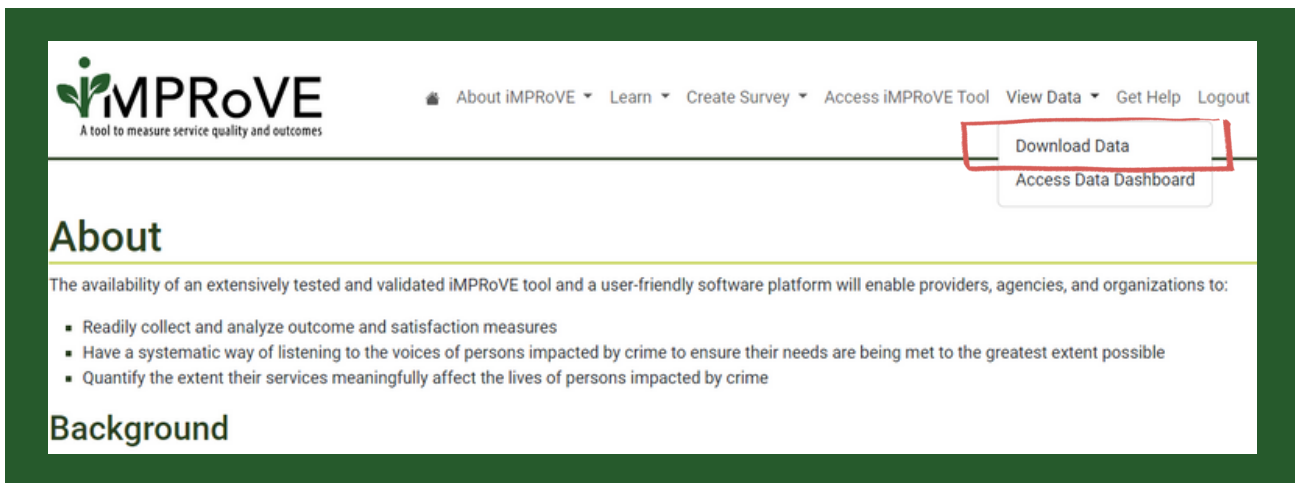 iMPRoVE
A tool to measure service quality and outcomes
About iMPRoVE Learn Create Survey Access iMPRoVE Tool View Data Get Help Logout
Download Data
Access Data Dashboard
About
The availability of an extensively tested and validated iMPRoVE tool and a user-friendly software platform will enable providers, agencies, and organizations to:
Readily collect and analyze outcome and satisfaction measures
Have a systematic way of listening to the voices of persons impacted by crime to ensure their needs are being met to the greatest extent possible
Quantify the extent their services meaningfully affect the lives of persons impacted by crime
Background